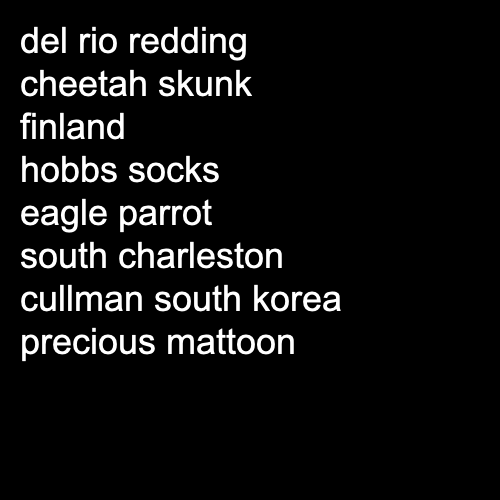 del rio redding
cheetah skunk
finland
hobbs socks
eagle parrot
south charleston
cullman south korea
precious mattoon